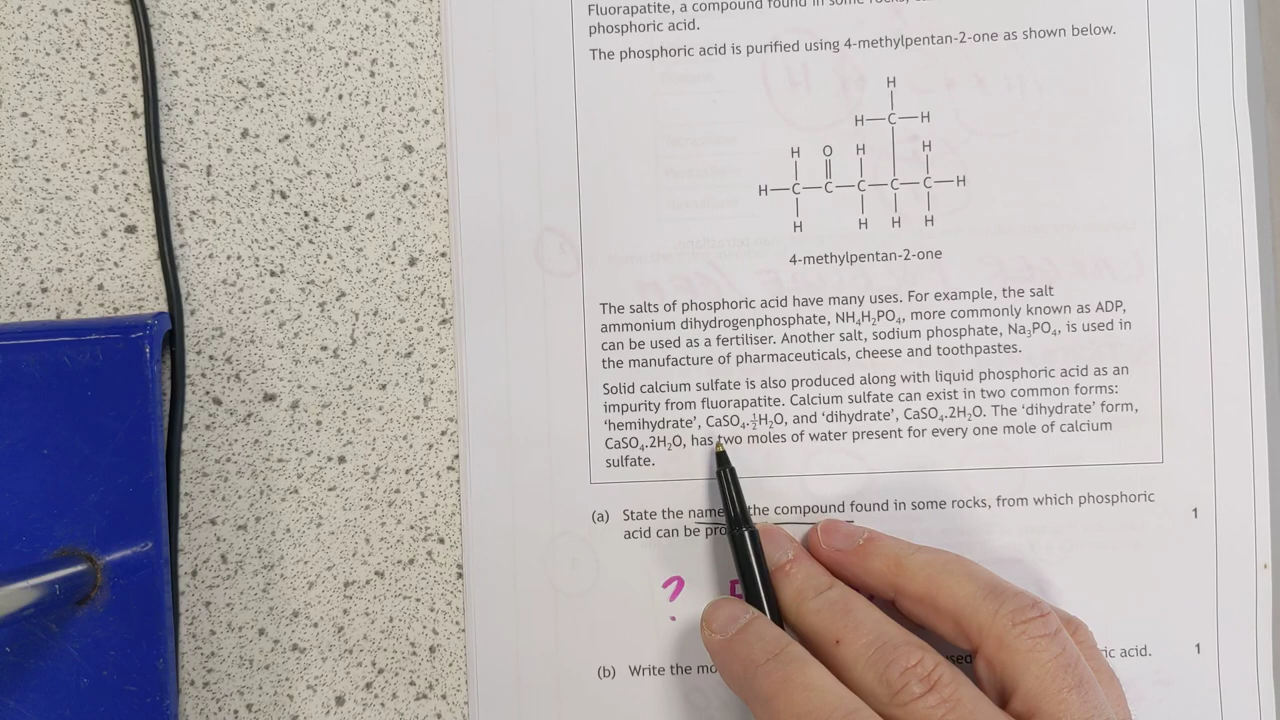 Fluorapatite, a compound found in some rocks,
phosphoric acid.
The phosphoric acid is purified using 4-methylpentan-2-one as shown below.
H
H—C—H
H O H H
H—C—C—C—C—C—H
H H H H
4-methylpentan-2-one
The salts of phosphoric acid have many uses. For example, the salt
ammonium dihydrogenphosphate, NH₄H₂PO₄, more commonly known as ADP,
can be used as a fertiliser. Another salt, sodium phosphate, Na₃PO₄, is used in
the manufacture of pharmaceuticals, cheese and toothpastes.
Solid calcium sulfate is also produced along with liquid phosphoric acid as an
impurity from fluorapatite. Calcium sulfate can exist in two common forms:
‘hemihydrate’, CaSO₄.½H₂O, and ‘dihydrate’, CaSO₄.2H₂O. The ‘dihydrate’ form,
CaSO₄.2H₂O, has two moles of water present for every one mole of calcium
sulfate.
(a) State the name the compound found in some rocks, from which phosphoric 1
acid can be
?
(b) Write the acid. 1